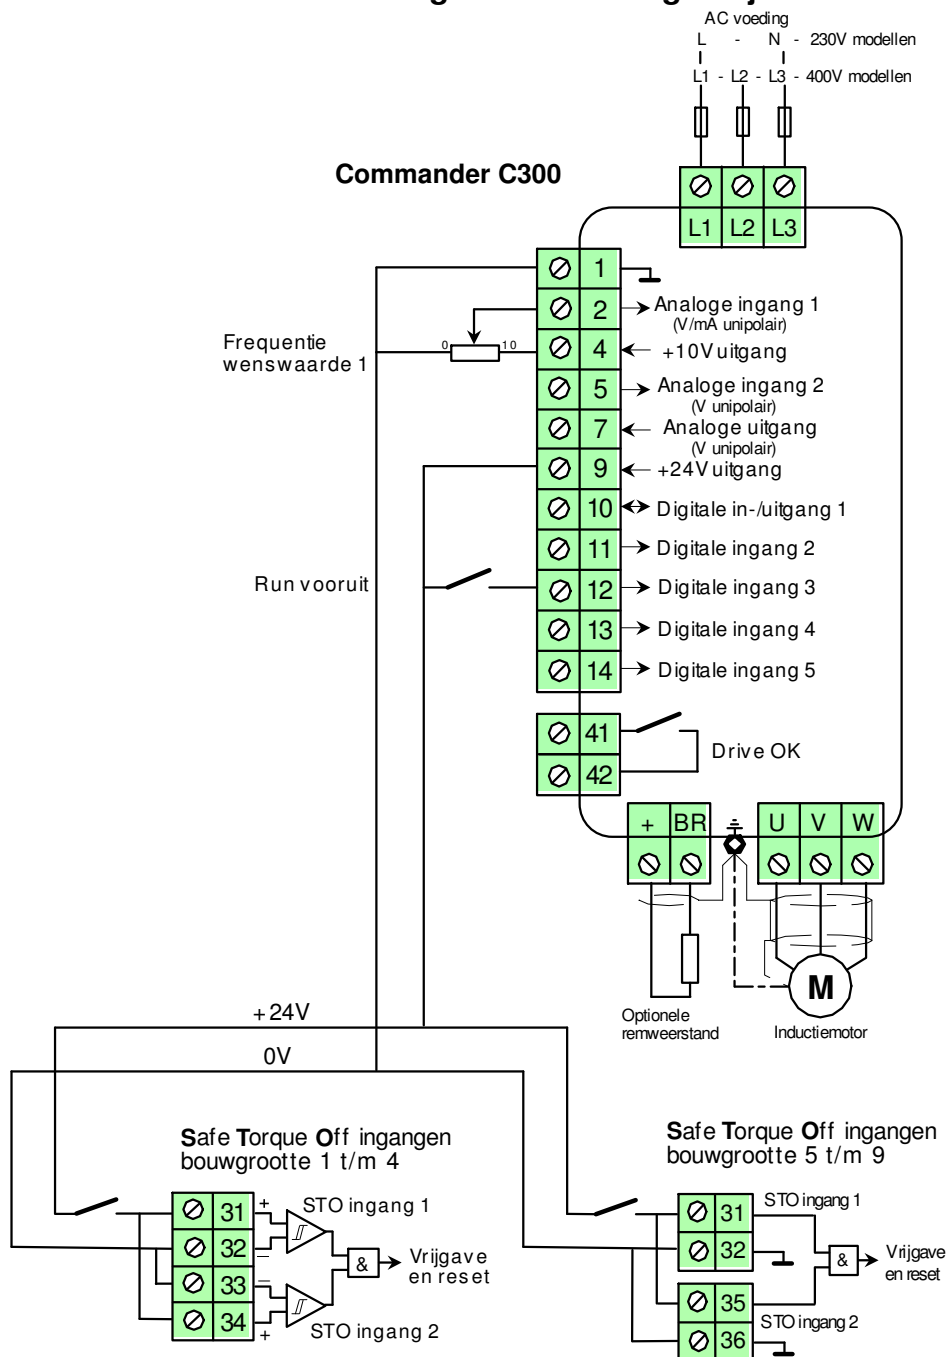 AC voeding
L - N - 230V modellen
L1 - L2 - L3 - 400V modellen
Commander C300
L1 L2 L3
1
2 Analoge ingang 1
(V/mA unipolair)
Frequentie
wenswaarde 1
0 10
4 +10V uitgang
5 Analoge ingang 2
(V unipolair)
7 Analoge uitgang
(V unipolair)
9 +24V uitgang
10 Digitale in-/uitgang 1
11 Digitale ingang 2
Run vooruit
12 Digitale ingang 3
13 Digitale ingang 4
14 Digitale ingang 5
41
Drive OK
42
+ BR U V W
M
Optionele
remweerstand
Inductiemotor
+24V
0V
Safe Torque Off ingangen
bouwgrootte 1 t/m 4
31 + STO ingang 1
32 –
33 –
34 + STO ingang 2
&
Vrijgave
en reset
Safe Torque Off ingangen
bouwgrootte 5 t/m 9
31 STO ingang 1
32
35
36 STO ingang 2
&
Vrijgave
en reset